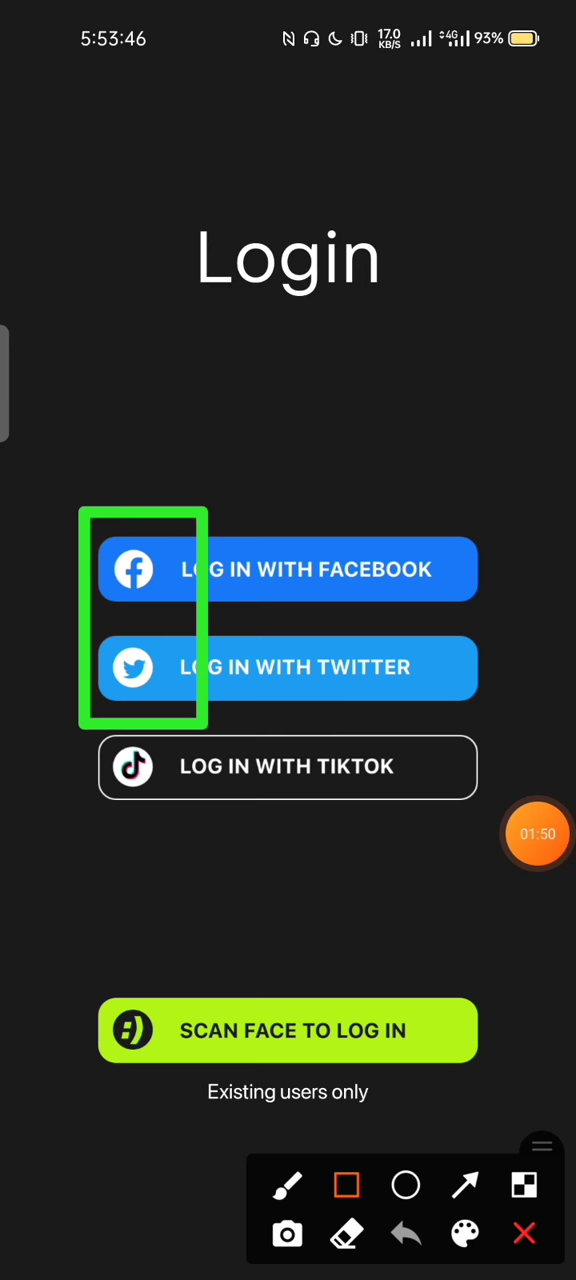 5:53:46
17.0
KB/S
4G
93%
Login
LOG IN WITH FACEBOOK
LOG IN WITH TWITTER
LOG IN WITH TIKTOK
01:50
SCAN FACE TO LOG IN
Existing users only